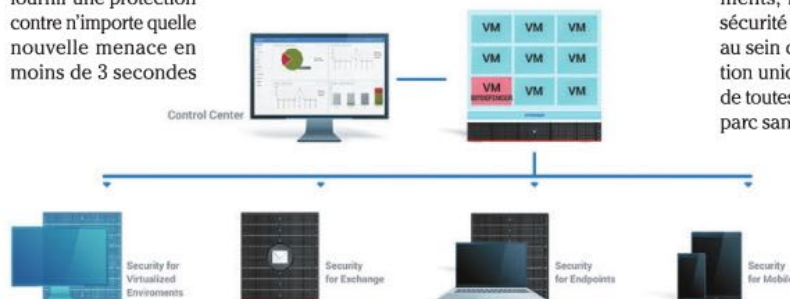 fournir une protection
contre n'importe quelle
nouvelle menace en
moins de 3 secondes
ments,
sécurité
au sein
tion uniq
de toutes
parc san
VM VM VM
VM VM VM
VM VM VM
BITDEFENDER
Control Center
Security for
Virtualized
Enviroments
Security
for Exchange
Security
for Endpoints
Security
for Mobile